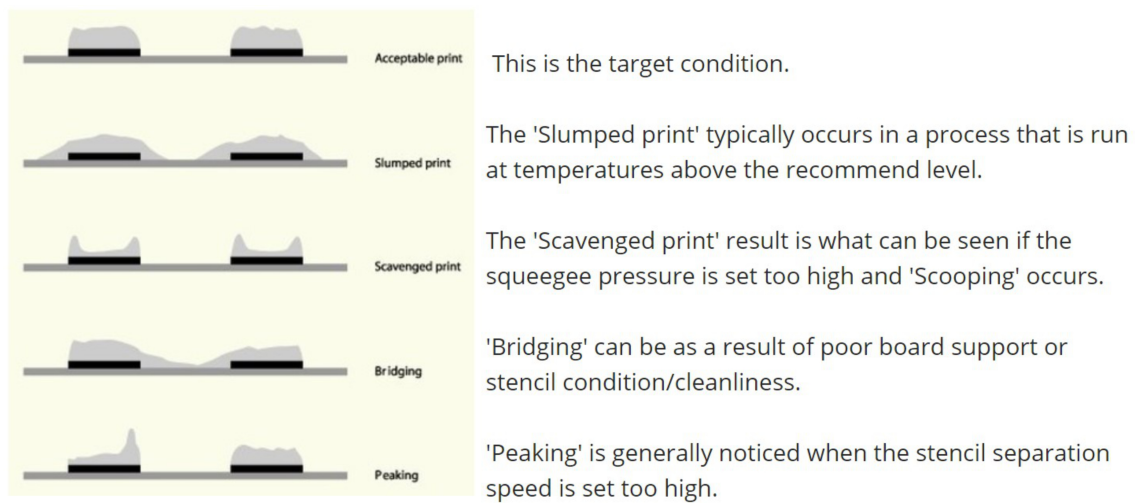 Acceptable print
This is the target condition.
Slumped print
The 'Slumped print' typically occurs in a process that is run
at temperatures above the recommend level.
Scavenged print
The 'Scavenged print' result is what can be seen if the
squeegee pressure is set too high and 'Scooping' occurs.
Bridging
'Bridging' can be as a result of poor board support or
stencil condition/cleanliness.
Peaking
'Peaking' is generally noticed when the stencil separation
speed is set too high.